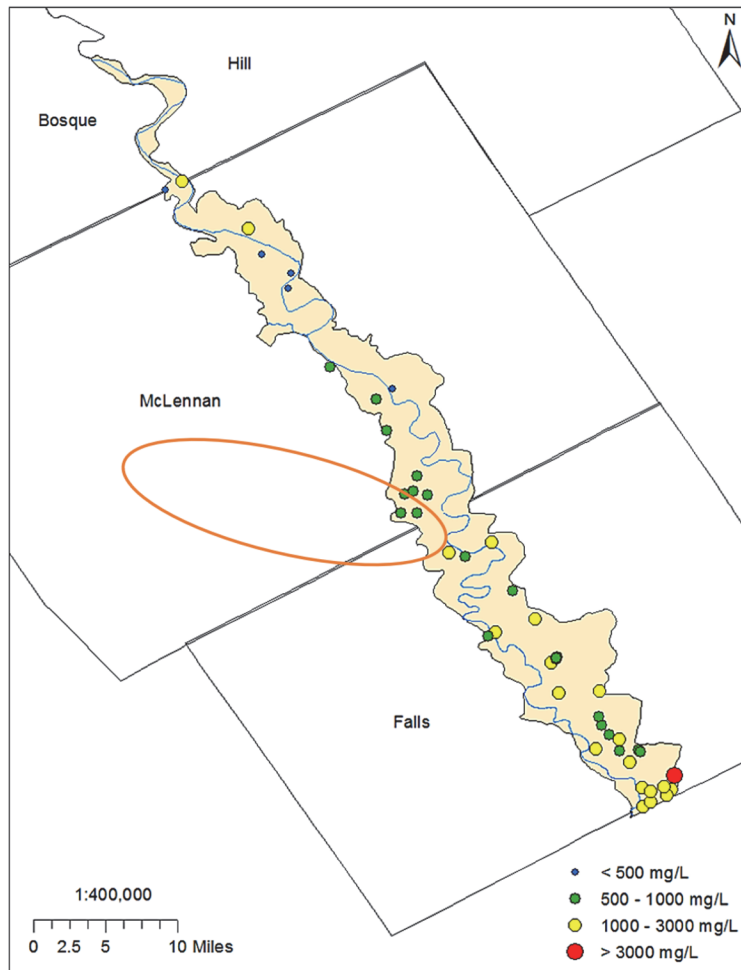 N
Hill
Bosque
McLennan
Falls
1:400,000
0 2.5 5 10 Miles
< 500 mg/L
500 - 1000 mg/L
1000 - 3000 mg/L
> 3000 mg/L